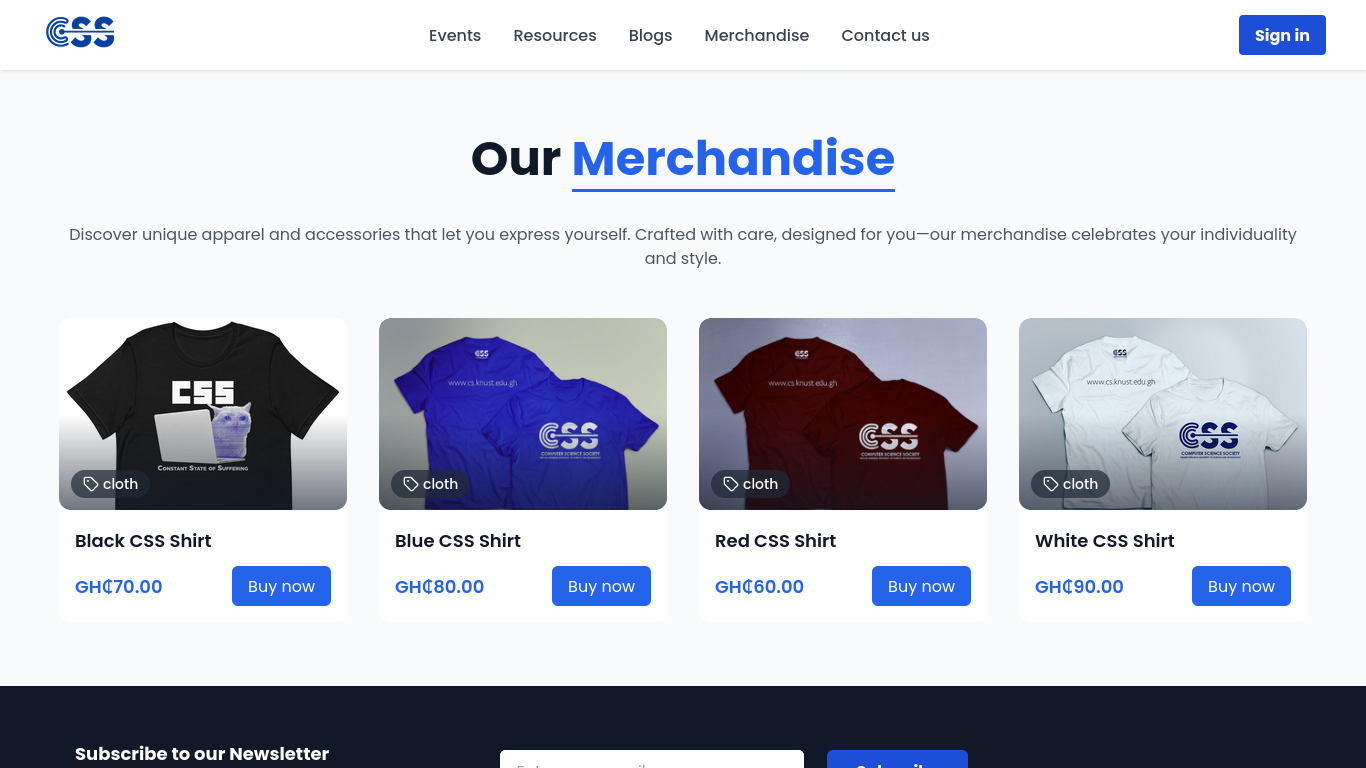 CSS
Events
Resources
Blogs
Merchandise
Contact us
Sign in
Our Merchandise
Discover unique apparel and accessories that let you express yourself. Crafted with care, designed for you—our merchandise celebrates your individuality
and style.
CSS
CONSTANT STATE OF SUFFERING
cloth
Black CSS Shirt
GH₵70.00
Buy now
CSS
www.cs.knust.edu.gh
CSS
COMPUTER SCIENCE SOCIETY
cloth
Blue CSS Shirt
GH₵80.00
Buy now
CSS
www.cs.knust.edu.gh
CSS
COMPUTER SCIENCE SOCIETY
cloth
Red CSS Shirt
GH₵60.00
Buy now
CSS
www.cs.knust.edu.gh
CSS
COMPUTER SCIENCE SOCIETY
cloth
White CSS Shirt
GH₵90.00
Buy now
Subscribe to our Newsletter